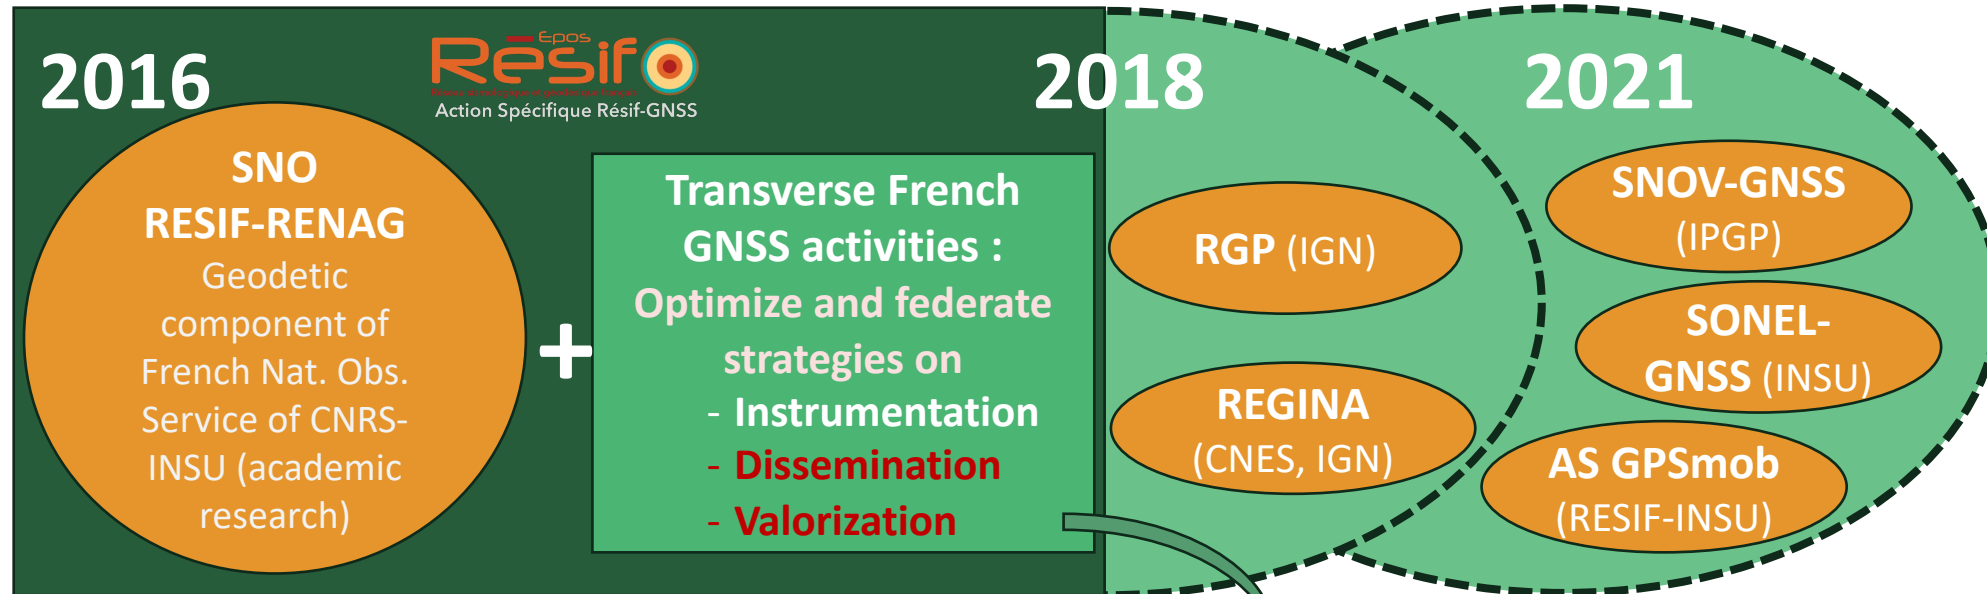 2016
Epos
Résif
Action Spécifique Résif-GNSS
SNO
RESIF-RENAG
Geodetic
component of
French Nat. Obs.
Service of CNRS-
INSU (academic
research)
+
Transverse French
GNSS activities :
Optimize and federate
strategies on
- Instrumentation
- Dissemination
- Valorization
2018
RGP (IGN)
REGINA
(CNES, IGN)
2021
SNOV-GNSS
(IPGP)
SONEL-
GNSS (INSU)
AS GPSmob
(RESIF-INSU)